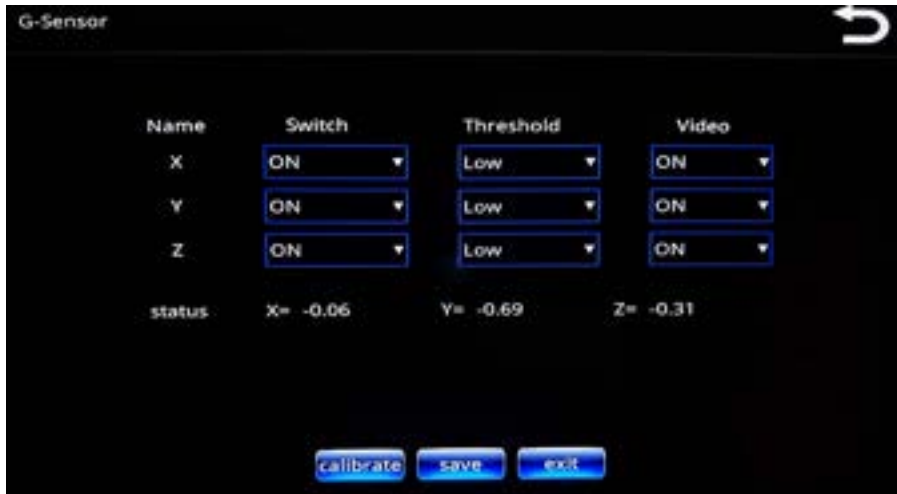 G-Sensor
Name Switch Threshold Video
X ON Low ON
Y ON Low ON
Z ON Low ON
status X= -0.06 Y= -0.69 Z= -0.31
calibrate save exit